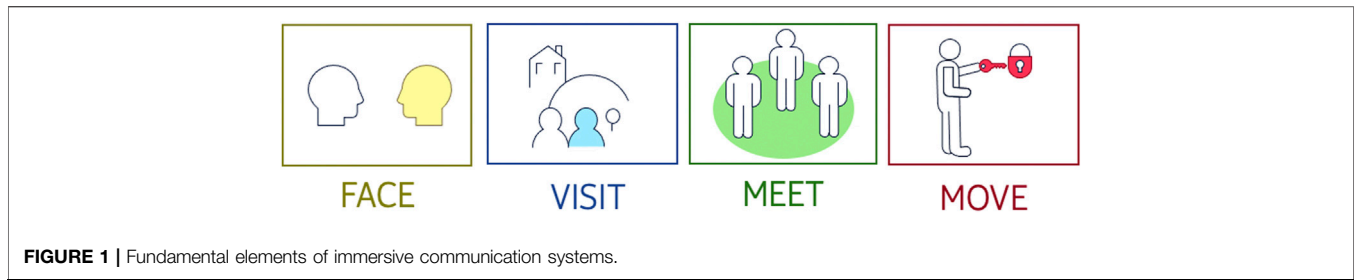 FACE VISIT MEET MOVE
FIGURE 1 | Fundamental elements of immersive communication systems.